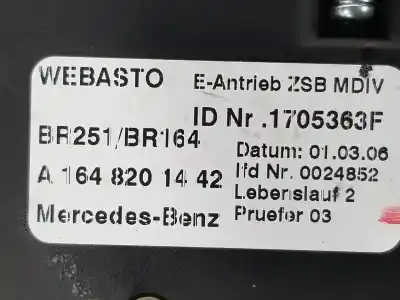 WEBASTO E-Antrieb ZSB MDIV
ID Nr .1705363F
BR251/BR164 Datum: 01.03.06
A 164 820 14 42 lfd Nr. 0024852
Lebenslauf 2
Mercedes-Benz Pruefer 03